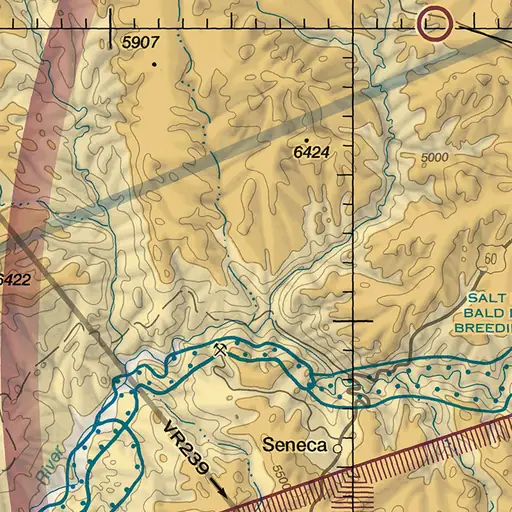 5907
6424
5000
6422
60
SALT
BALD
BREEDI
River
VR239
Seneca
5500